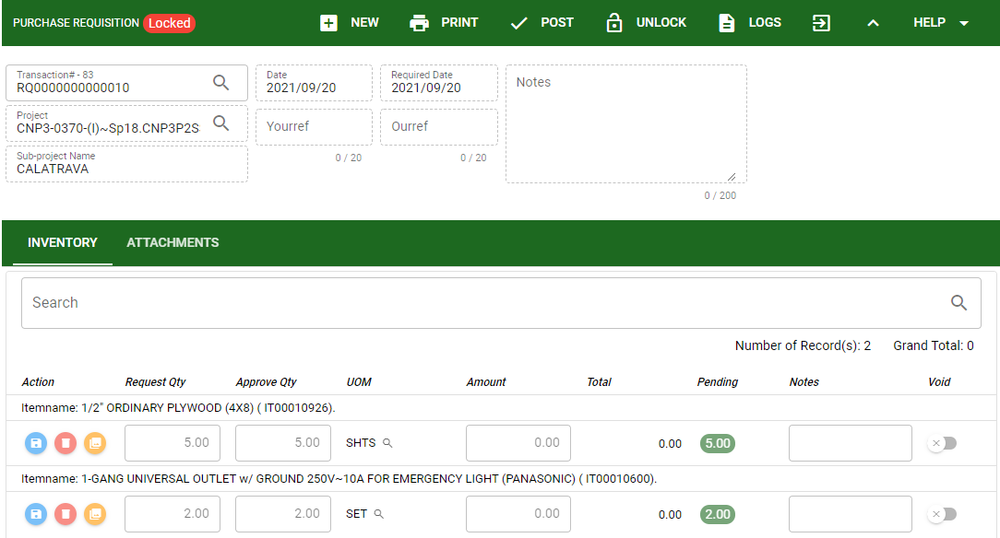 PURCHASE REQUISITION Locked NEW PRINT POST UNLOCK LOGS HELP
Transaction# - 83
RQ0000000000010
Date
2021/09/20
Required Date
2021/09/20
Notes
Project
CNP3-0370-(I)~Sp18.CNP3P2S
Yourref
Ourref
0 / 20
0 / 20
Sub-project Name
CALATRAVA
0 / 200
INVENTORY ATTACHMENTS
Search
Number of Record(s): 2 Grand Total: 0
Action Request Qty Approve Qty UOM Amount Total Pending Notes Void
Itemname: 1/2" ORDINARY PLYWOOD (4X8) ( IT00010926).
5.00 5.00 SHTS 0.00 0.00 5.00
Itemname: 1-GANG UNIVERSAL OUTLET w/ GROUND 250V~10A FOR EMERGENCY LIGHT (PANASONIC) ( IT00010600).
2.00 2.00 SET 0.00 0.00 2.00